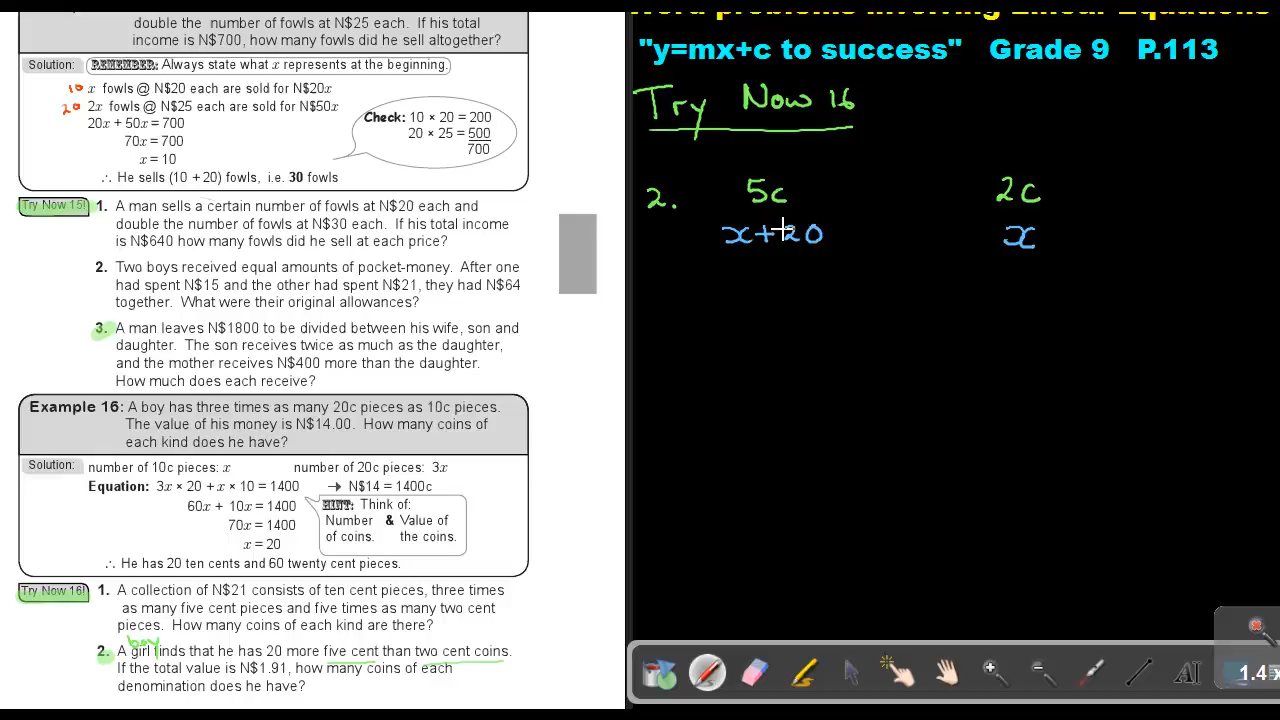 double the number of fowls at N$25 each. If his total
income is N$700, how many fowls did he sell altogether?
Solution: REMEMBER: Always state what x represents at the beginning.
10 x fowls @ N$20 each are sold for N$20x
20 2x fowls @ N$25 each are sold for N$50x
20x + 50x = 700
70x = 700
x = 10
∴ He sells (10 + 20) fowls, i.e. 30 fowls
Check: 10 × 20 = 200
20 × 25 = 500
700
Try Now 15! 1. A man sells a certain number of fowls at N$20 each and
double the number of fowls at N$30 each. If his total income
is N$640 how many fowls did he sell at each price?
2. Two boys received equal amounts of pocket-money. After one
had spent N$15 and the other had spent N$21, they had N$64
together. What were their original allowances?
3. A man leaves N$1800 to be divided between his wife, son and
daughter. The son receives twice as much as the daughter,
and the mother receives N$400 more than the daughter.
How much does each receive?
Example 16: A boy has three times as many 20c pieces as 10c pieces.
The value of his money is N$14.00. How many coins of
each kind does he have?
Solution: number of 10c pieces: x number of 20c pieces: 3x
Equation: 3x × 20 + x × 10 = 1400 → N$14 = 1400c
60x + 10x = 1400
70x = 1400
x = 20
∴ He has 20 ten cents and 60 twenty cent pieces.
HINT: Think of:
Number & Value of
of coins. the coins.
Try Now 16! 1. A collection of N$21 consists of ten cent pieces, three times
as many five cent pieces and five times as many two cent
pieces. How many coins of each kind are there?
boy
2. A girl finds that he has 20 more five cent than two cent coins.
If the total value is N$1.91, how many coins of each
denomination does he have?
Word problems involving Linear Equations
"y=mx+c to success" Grade 9 P.113
Try Now 16
2. 5c 2c
x+20 x
AI
1.4 x